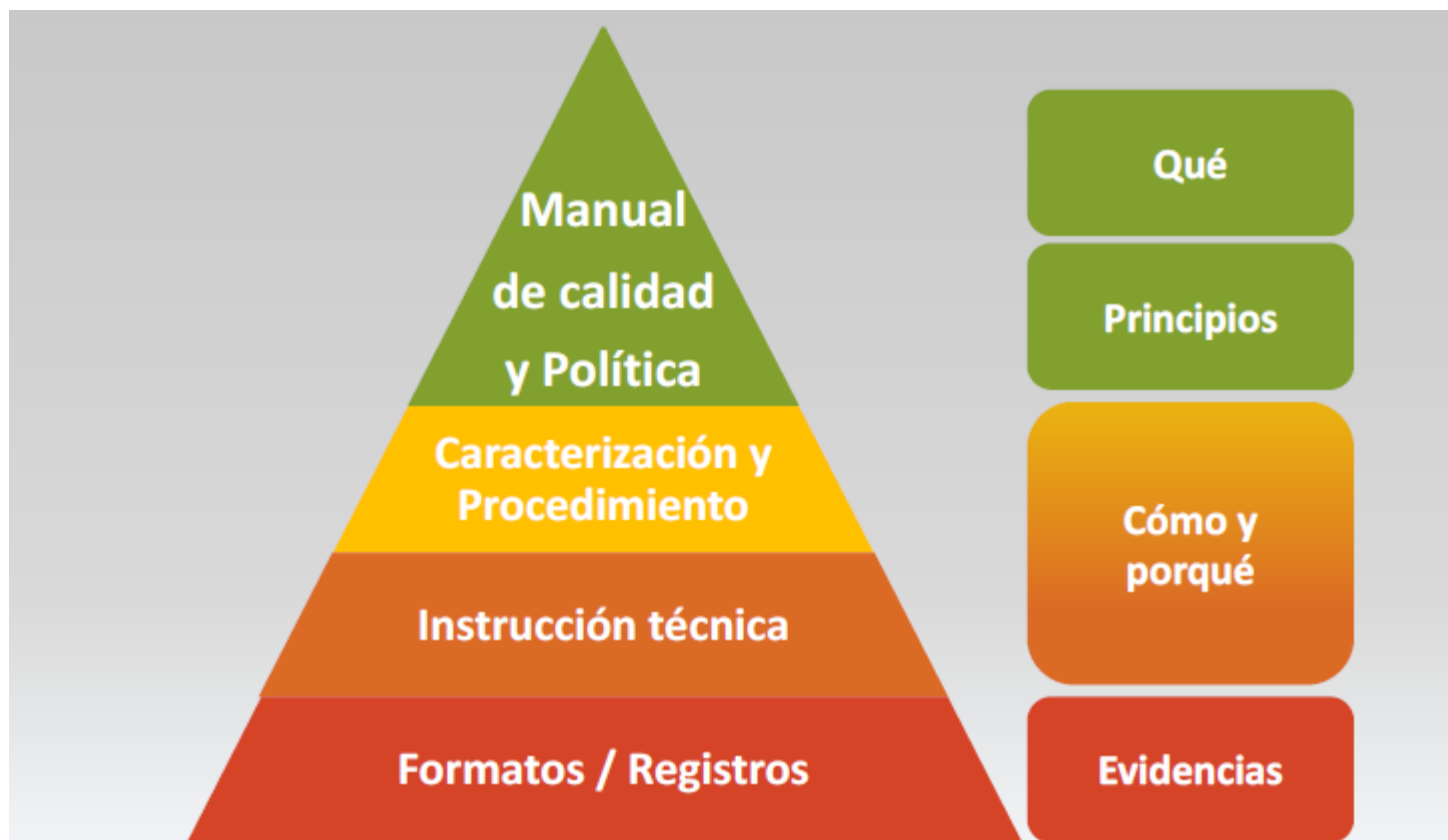 Manual
de calidad
y Política
Caracterización y
Procedimiento
Instrucción técnica
Formatos / Registros
Qué
Principios
Cómo y
porqué
Evidencias